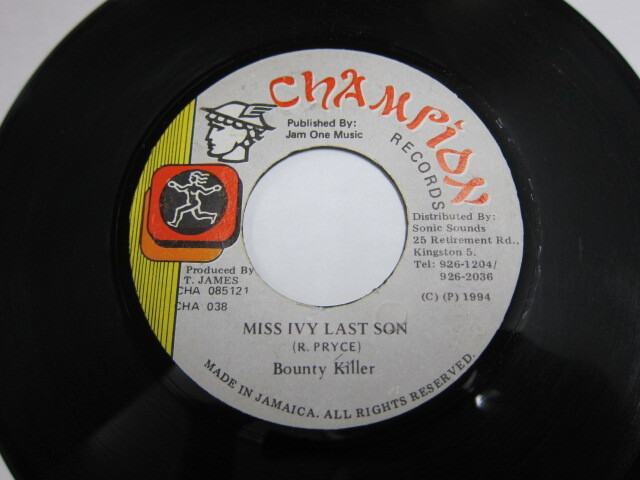 CHAMPION
RECORDS
Published By:
Jam One Music
Distributed By:
Sonic Sounds
25 Retirement Rd.,
Kingston 5.
Tel: 926-1204/
926-2036
(C) (P) 1994
Produced By
T. JAMES
CHA 085121
CHA 038
MISS IVY LAST SON
(R. PRYCE)
Bounty Killer
MADE IN JAMAICA. ALL RIGHTS RESERVED.